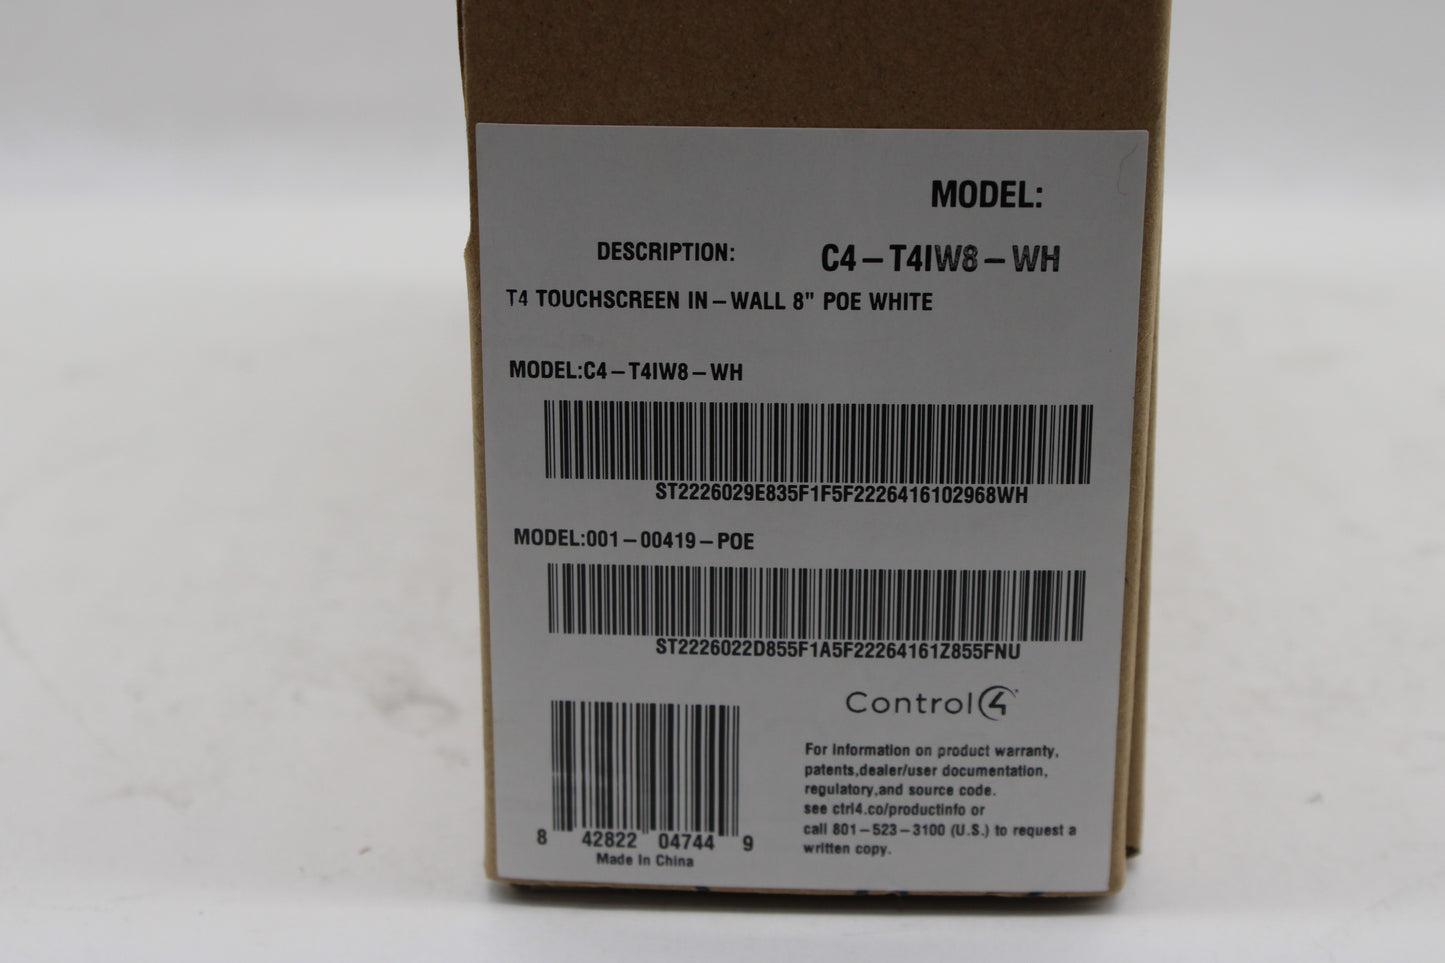 MODEL:
DESCRIPTION: C4-T4IW8-WH
T4 TOUCHSCREEN IN-WALL 8" POE WHITE
MODEL:C4-T4IW8-WH
ST2226029E835F1F5F2226416102968WH
MODEL:001-00419-POE
ST2226022D855F1A5F22264161Z855FNU
Control4
For information on product warranty,
patents,dealer/user documentation,
regulatory,and source code.
see ctrl4.co/productinfo or
call 801-523-3100 (U.S.) to request a
written copy.
8 42822 04744 9
Made In China